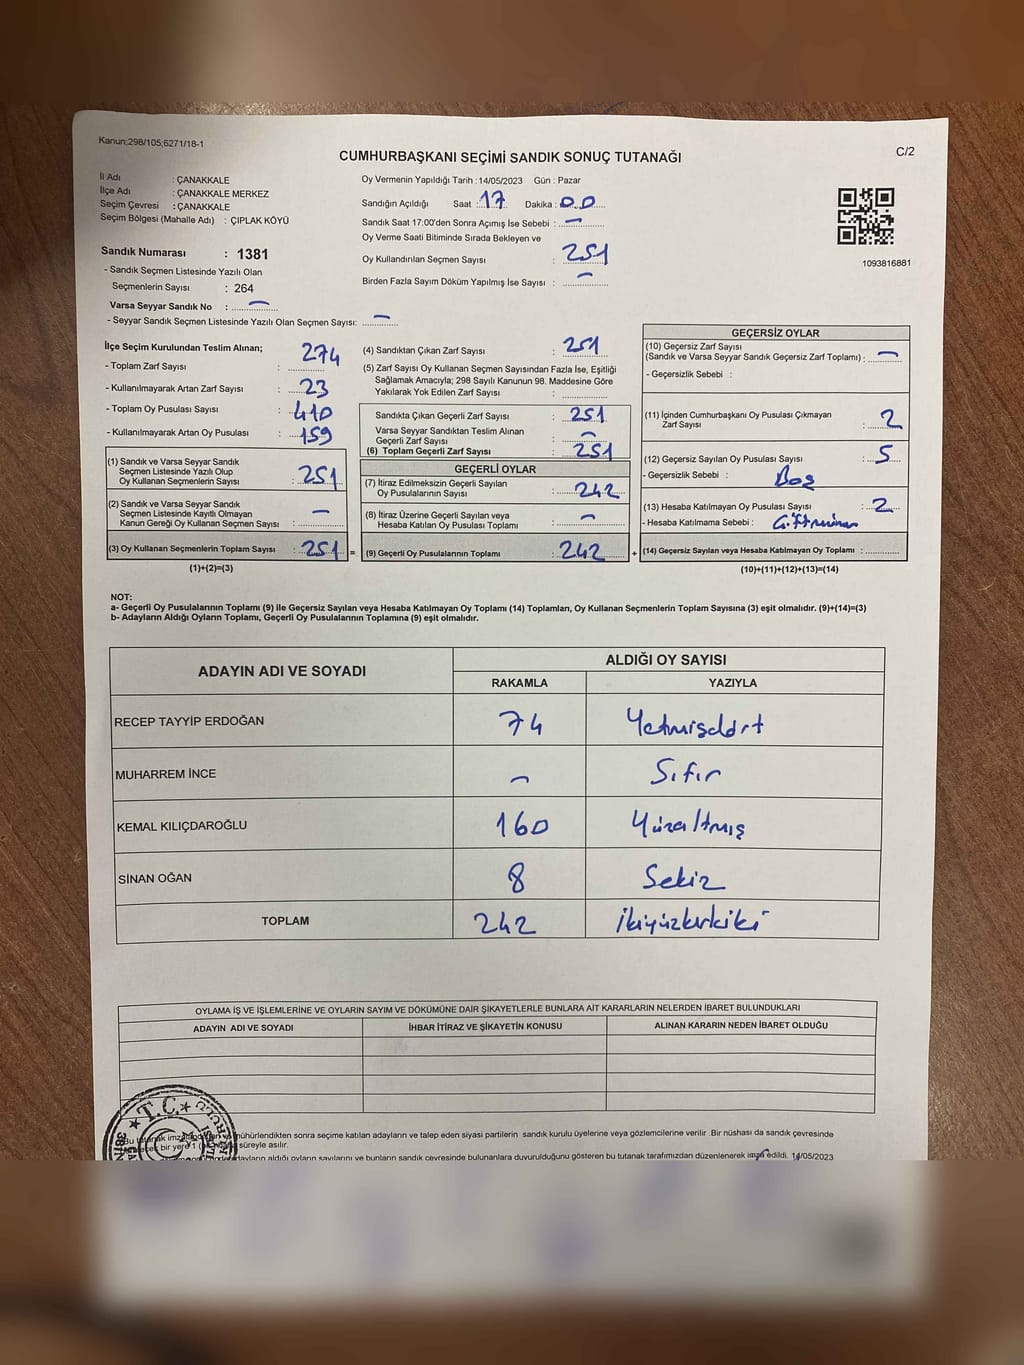 Kanun;298/105;6271/18-1
CUMHURBAŞKANI SEÇİMİ SANDIK SONUÇ TUTANAĞI
C/2
İl Adı : ÇANAKKALE
İlçe Adı : ÇANAKKALE MERKEZ
Seçim Çevresi : ÇANAKKALE
Seçim Bölgesi (Mahalle Adı) : ÇIPLAK KÖYÜ
Sandık Numarası : 1381
- Sandık Seçmen Listesinde Yazılı Olan
Seçmenlerin Sayısı : 264
Varsa Seyyar Sandık No : –
- Seyyar Sandık Seçmen Listesinde Yazılı Olan Seçmen Sayısı: –
Oy Vermenin Yapıldığı Tarih :14/05/2023 Gün : Pazar
Sandığın Açıldığı Saat : 17 Dakika : 00
Sandık Saat 17:00'den Sonra Açımış İse Sebebi : –
Oy Verme Saati Bitiminde Sırada Bekleyen ve
Oy Kullandırılan Seçmen Sayısı : 251
Birden Fazla Sayım Döküm Yapılmış İse Sayısı : –
1093816881
İlçe Seçim Kurulundan Teslim Alınan;
- Toplam Zarf Sayısı : 274
- Kullanılmayarak Artan Zarf Sayısı : 23
- Toplam Oy Pusulası Sayısı : 410
- Kullanılmayarak Artan Oy Pusulası : 159
(1) Sandık ve Varsa Seyyar Sandık
Seçmen Listesinde Yazılı Olup
Oy Kullanan Seçmenlerin Sayısı : 251
(2) Sandık ve Varsa Seyyar Sandık
Seçmen Listesinde Kayıtlı Olmayan
Kanun Gereği Oy Kullanan Seçmen Sayısı : –
(3) Oy Kullanan Seçmenlerin Toplam Sayısı : 251 =
(1)+(2)=(3)
(4) Sandıktan Çıkan Zarf Sayısı : 251
(5) Zarf Sayısı Oy Kullanan Seçmen Sayısından Fazla İse, Eşitliği
Sağlamak Amacıyla; 298 Sayılı Kanunun 98. Maddesine Göre
Yakılarak Yok Edilen Zarf Sayısı :
Sandıkta Çıkan Geçerli Zarf Sayısı : 251
Varsa Seyyar Sandıktan Teslim Alınan
Geçerli Zarf Sayısı : –
(6) Toplam Geçerli Zarf Sayısı : 251
GEÇERLİ OYLAR
(7) İtiraz Edilmeksizin Geçerli Sayılan
Oy Pusulalarının Sayısı : 242
(8) İtiraz Üzerine Geçerli Sayılan veya
Hesaba Katılan Oy Pusulası Toplamı : –
(9) Geçerli Oy Pusulalarının Toplamı : 242 +
GEÇERSİZ OYLAR
(10) Geçersiz Zarf Sayısı
(Sandık ve Varsa Seyyar Sandık Geçersiz Zarf Toplamı) : –
- Geçersizlik Sebebi :
(11) İçinden Cumhurbaşkanı Oy Pusulası Çıkmayan
Zarf Sayısı : 2
(12) Geçersiz Sayılan Oy Pusulası Sayısı : 5
- Geçersizlik Sebebi : Boş
(13) Hesaba Katılmayan Oy Pusulası Sayısı : 2
- Hesaba Katılmama Sebebi :
(14) Geçersiz Sayılan veya Hesaba Katılmayan Oy Toplamı :
(10)+(11)+(12)+(13)=(14)
NOT:
a- Geçerli Oy Pusulalarının Toplamı (9) ile Geçersiz Sayılan veya Hesaba Katılmayan Oy Toplamı (14) Toplamları, Oy Kullanan Seçmenlerin Toplam Sayısına (3) eşit olmalıdır. (9)+(14)=(3)
b- Adayların Aldığı Oyların Toplamı, Geçerli Oy Pusulalarının Toplamına (9) eşit olmalıdır.
ADAYIN ADI VE SOYADI ALDIĞI OY SAYISI
RAKAMLA YAZIYLA
RECEP TAYYİP ERDOĞAN 74 Yetmişdört
MUHARREM İNCE – Sıfır
KEMAL KILIÇDAROĞLU 160 Yüzaltmış
SİNAN OĞAN 8 Sekiz
TOPLAM 242 İkiyüzkırkiki
OYLAMA İŞ VE İŞLEMLERİNE VE OYLARIN SAYIM VE DÖKÜMÜNE DAİR ŞİKAYETLERLE BUNLARA AİT KARARLARIN NELERDEN İBARET BULUNDUKLARI
ADAYIN ADI VE SOYADI İHBAR İTİRAZ VE ŞİKAYETİN KONUSU ALINAN KARARIN NEDEN İBARET OLDUĞU
T.C.
Bu tutanak mühürlendikten sonra seçime katılan adayların ve talep eden siyasi partilerin sandık kurulu üyelerine veya gözlemcilerine verilir .Bir nüshası da sandık çevresinde
bir yere süreyle asılır.
aldığı oyların sayılarını ve bunların sandık çevresinde bulunanlara duyurulduğunu gösteren bu tutanak tarafımızdan düzenlenerek imza edildi. 14/05/2023